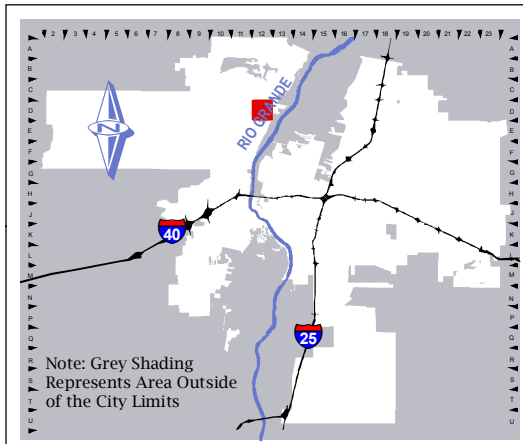 2 3 4 5 6 7 8 9 10 11 12 13 14 15 16 17 18 19 20 21 22 23
A A
B B
C C
D D
E E
F F
G G
H H
J J
K K
L L
M M
N N
P P
Q Q
R R
S S
T T
U U
N
RIO GRANDE
40
25
Note: Grey Shading
Represents Area Outside
of the City Limits